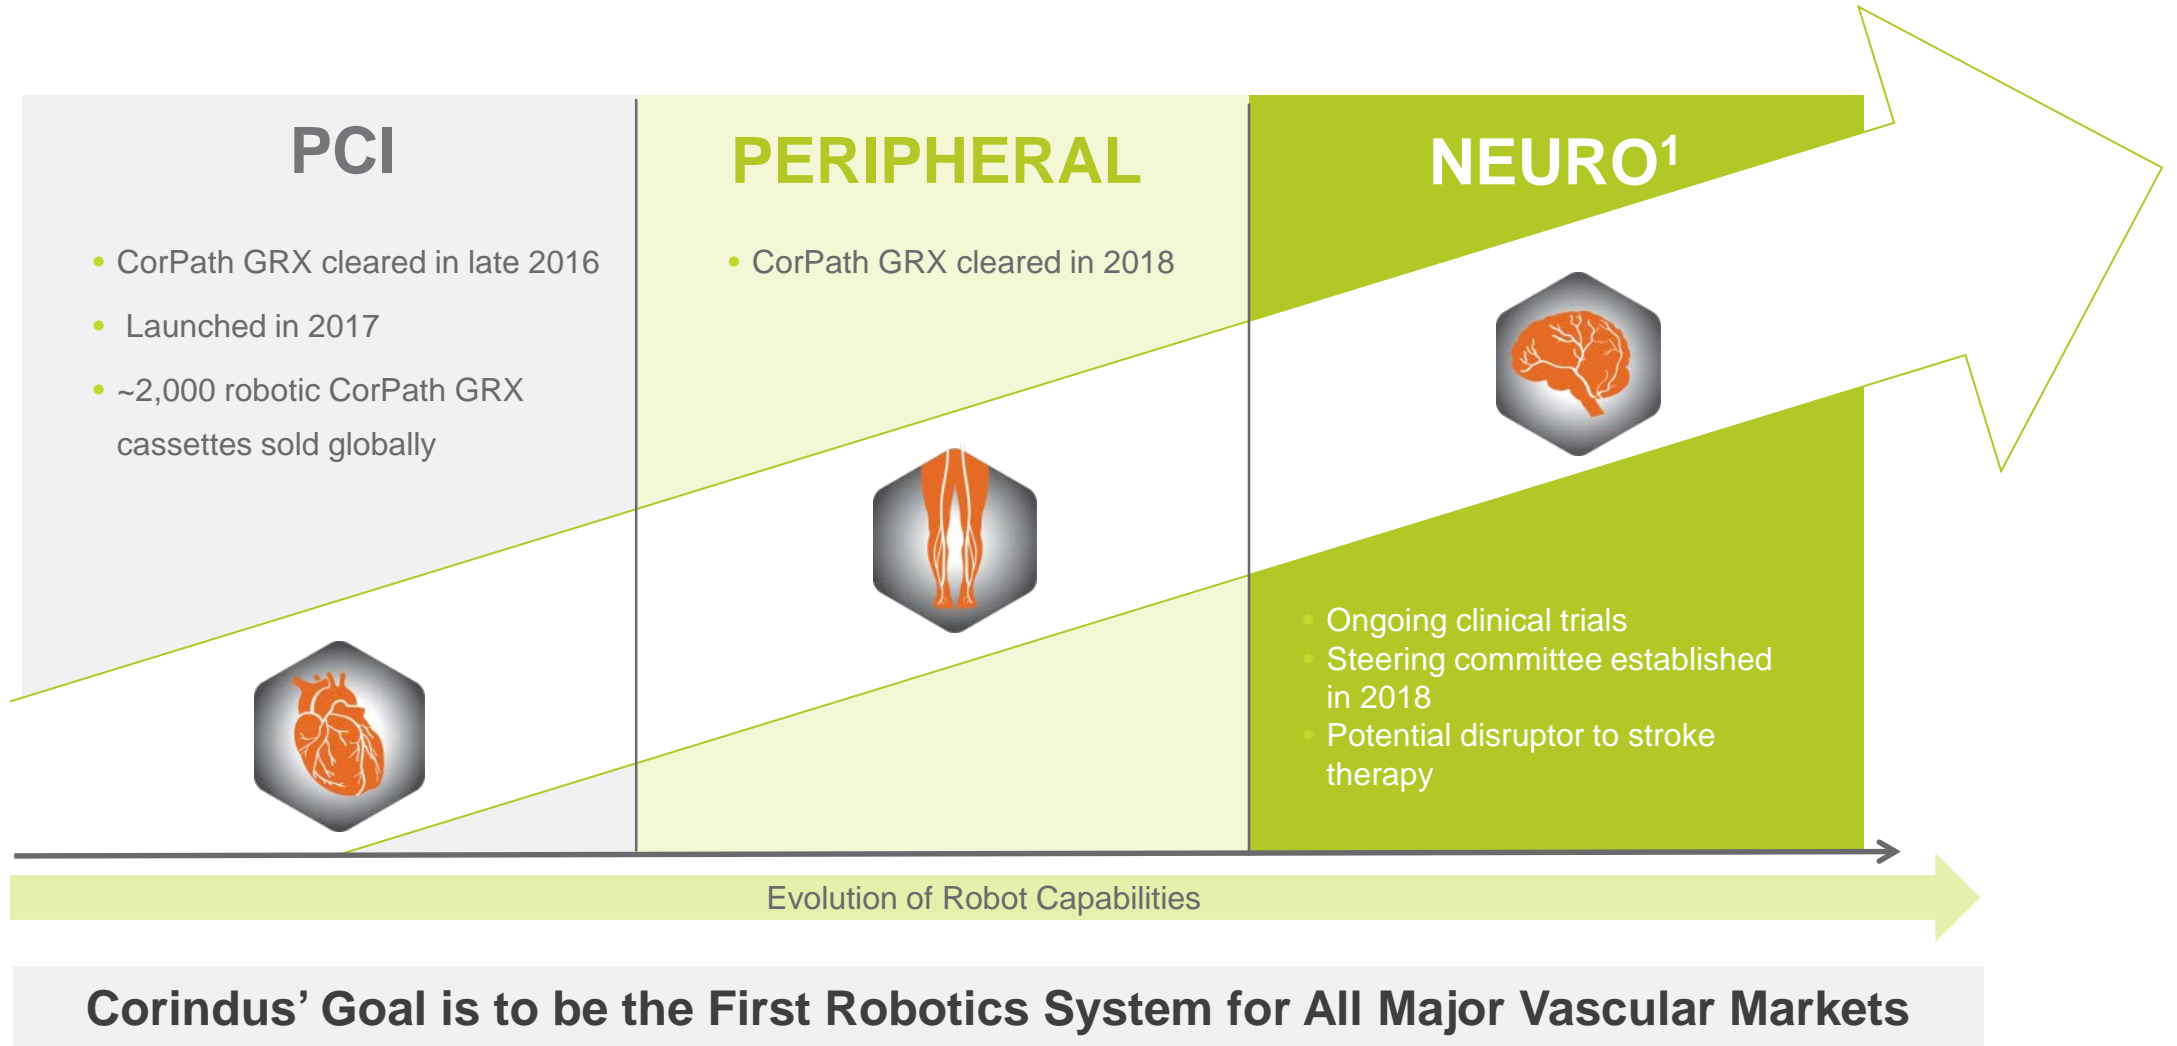 PCI
• CorPath GRX cleared in late 2016
• Launched in 2017
• ~2,000 robotic CorPath GRX
cassettes sold globally
PERIPHERAL
• CorPath GRX cleared in 2018
NEURO¹
• Ongoing clinical trials
• Steering committee established
in 2018
• Potential disruptor to stroke
therapy
Evolution of Robot Capabilities
Corindus’ Goal is to be the First Robotics System for All Major Vascular Markets